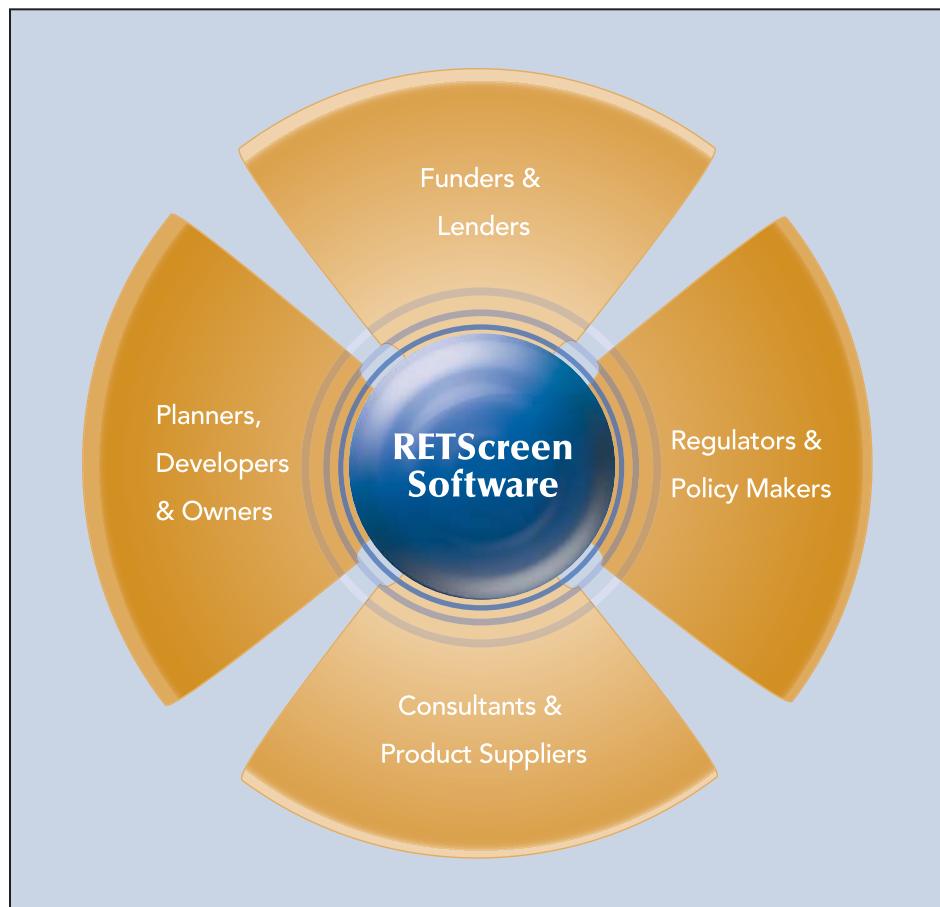 Funders &
Lenders
Planners,
Developers
& Owners
RETScreen
Software
Regulators &
Policy Makers
Consultants &
Product Suppliers